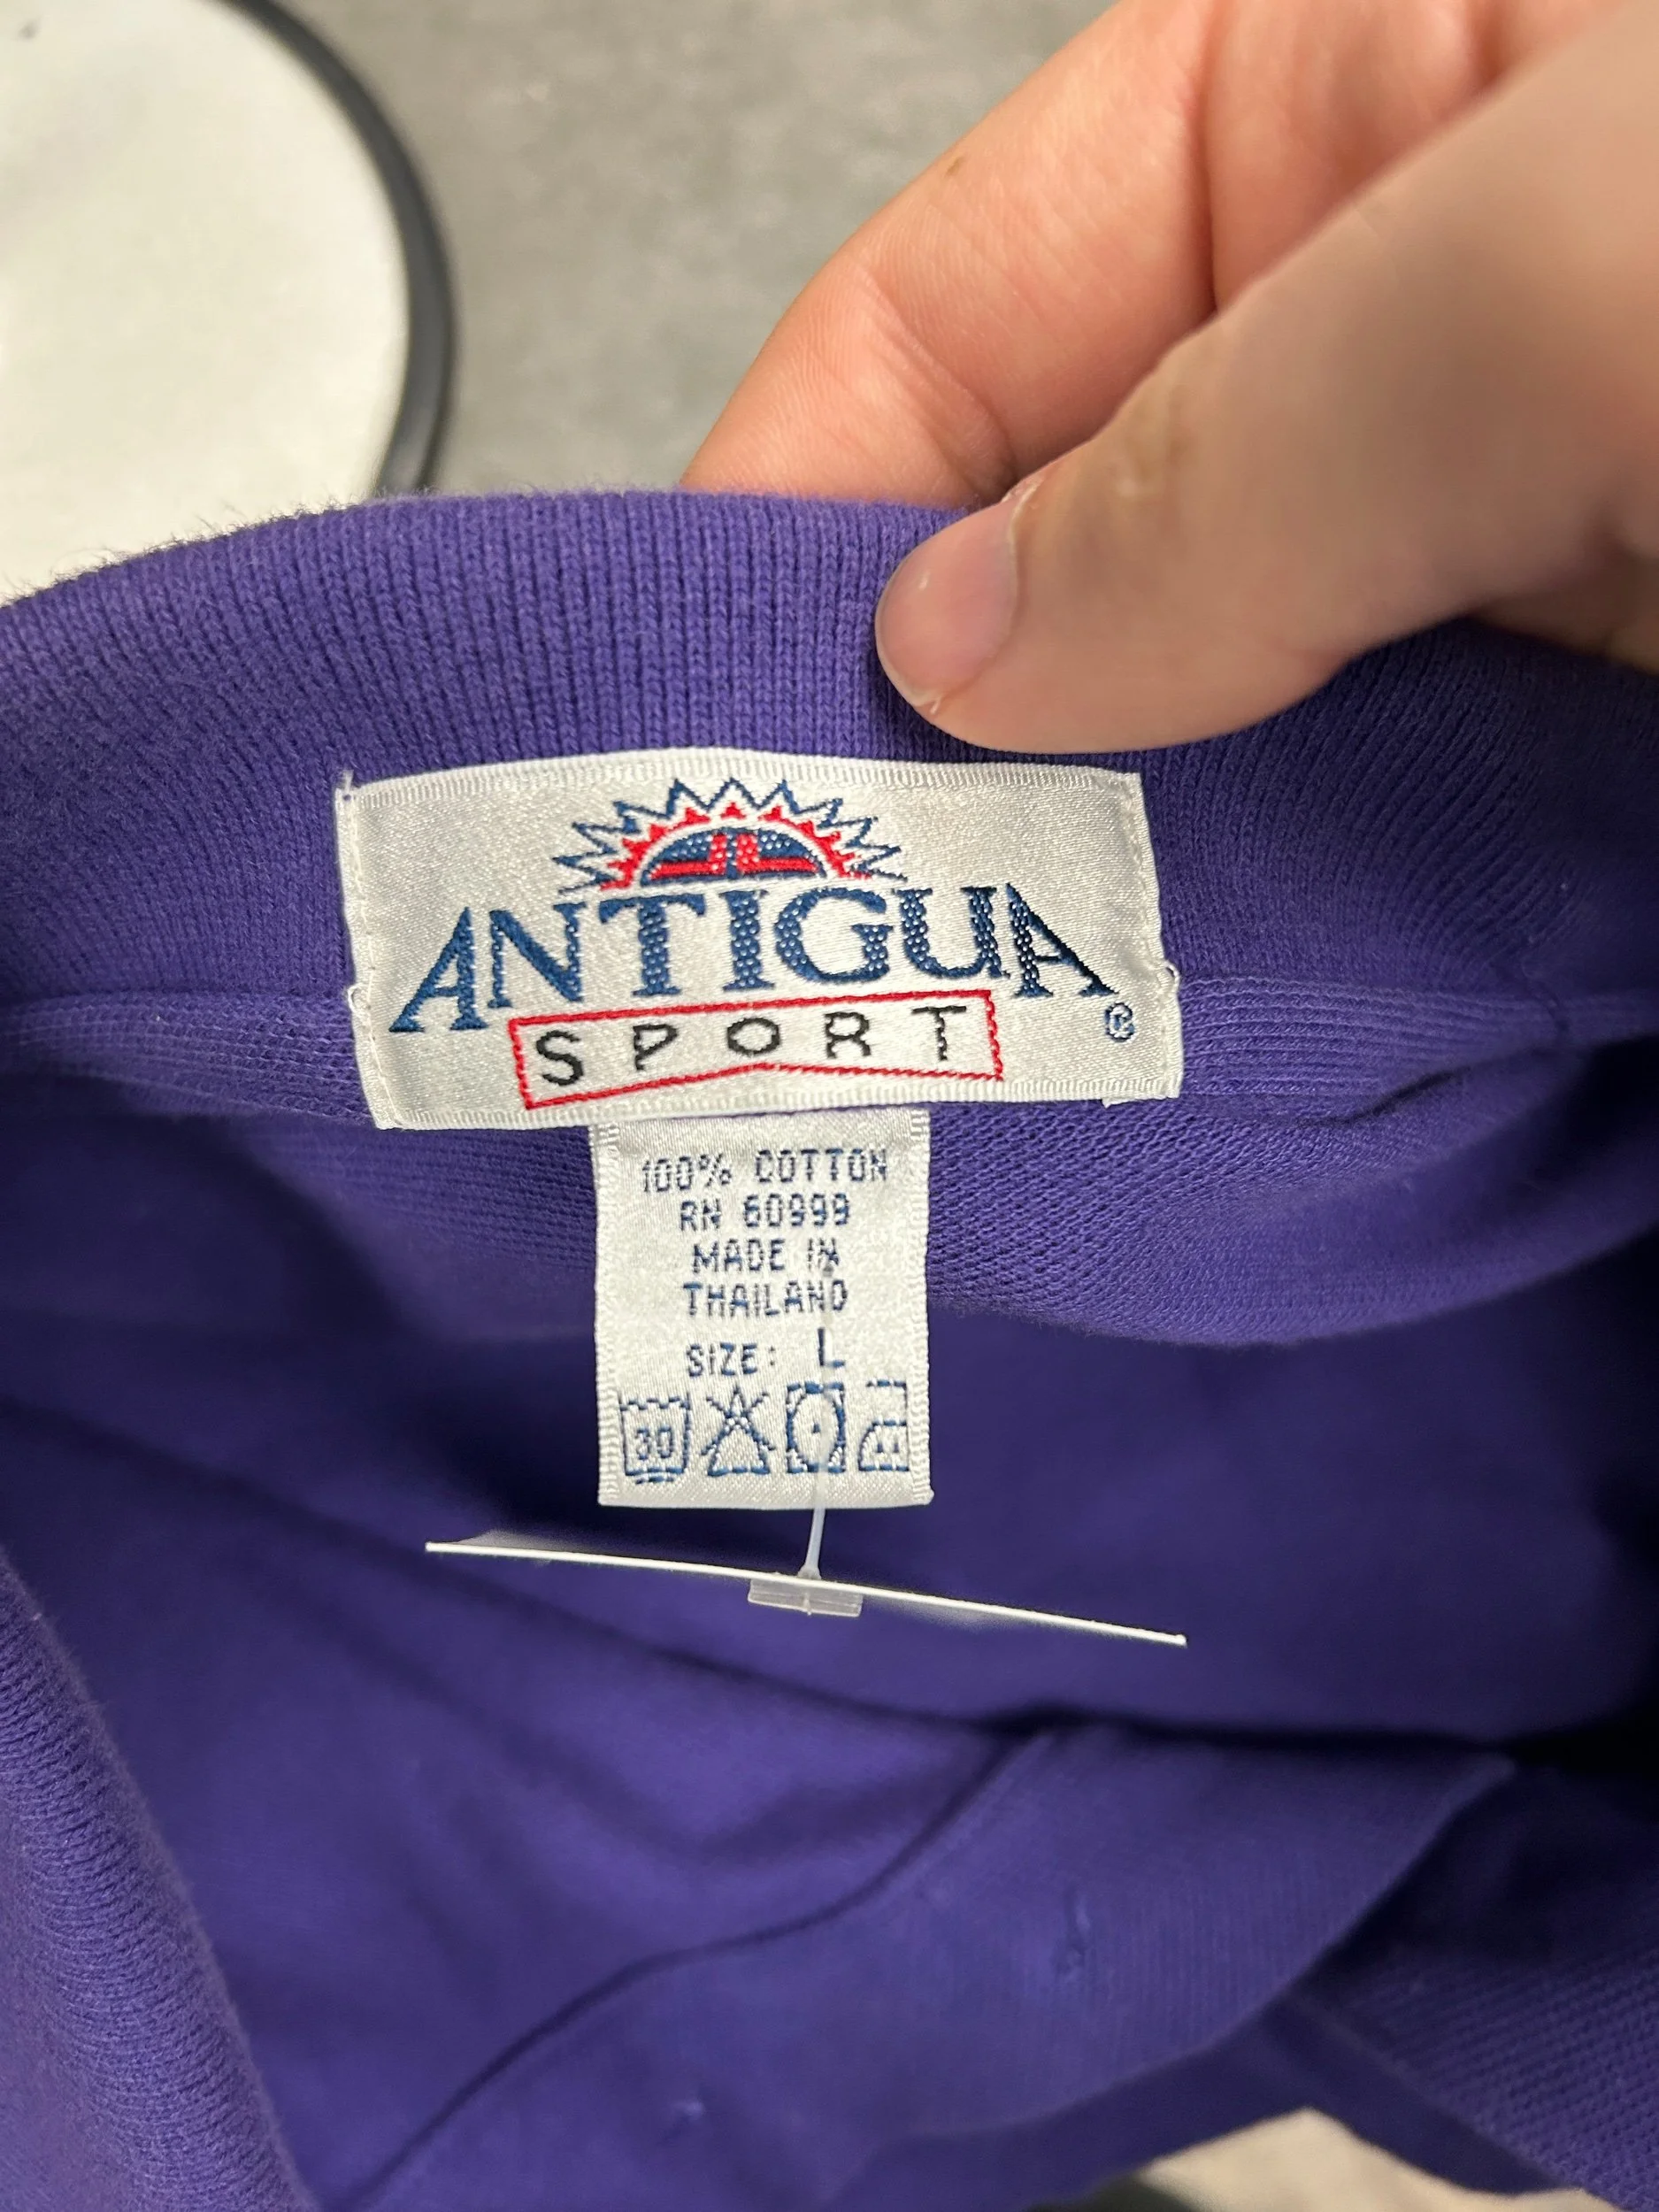 ANTIGUA
SPORT
®
100% COTTON
RN 60999
MADE IN
THAILAND
SIZE: L
30